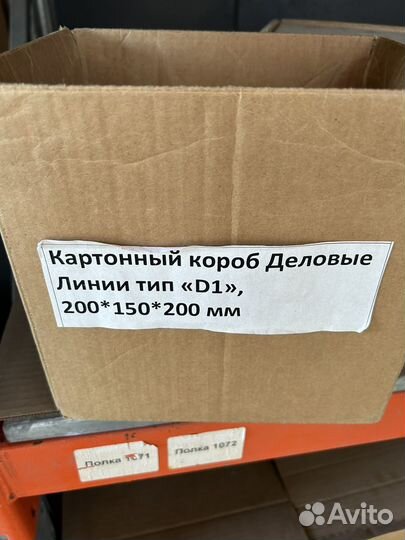 Картонный короб Деловые
Линии тип «D1»,
200*150*200 мм
Полка 1071
Полка 1072
Avito